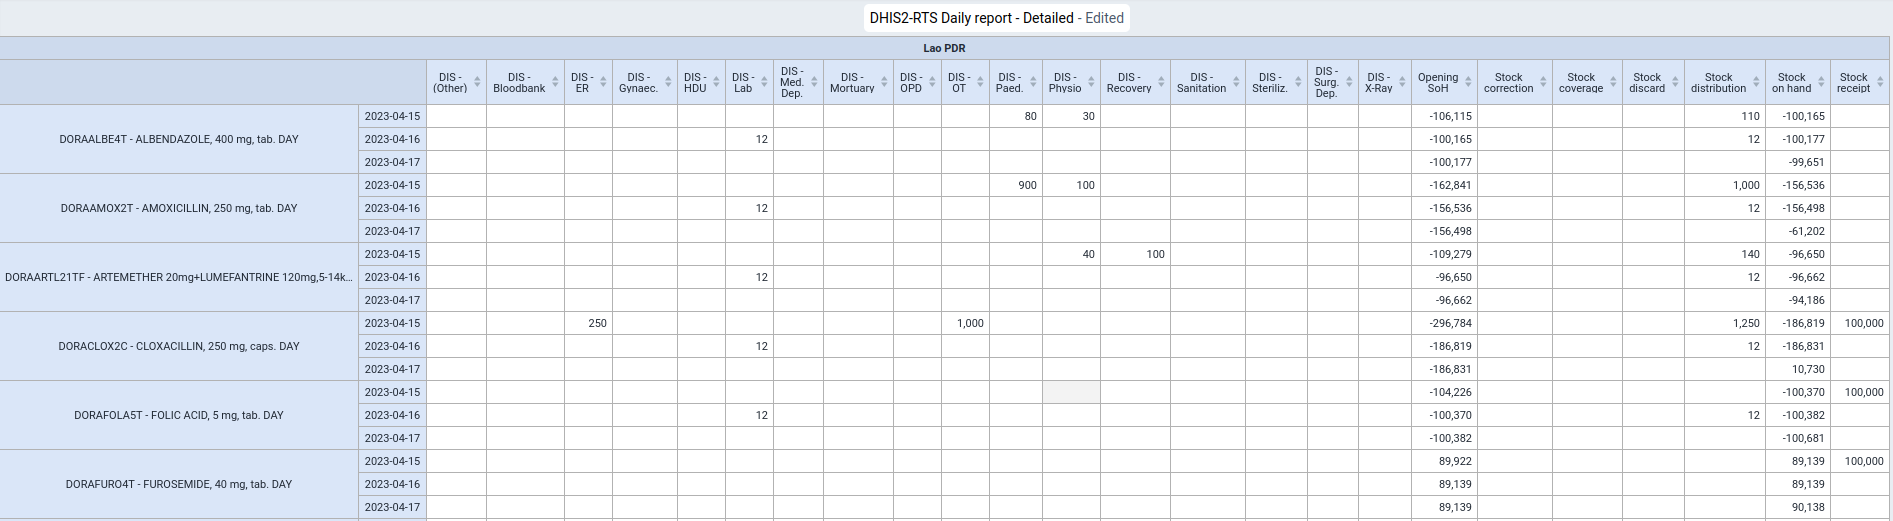 DHIS2-RTS Daily report - Detailed - Edited
Lao PDR
DIS - (Other) DIS - Bloodbank DIS - ER DIS - Gynaec. DIS - HDU DIS - Lab DIS - Med. Dep. DIS - Mortuary DIS - OPD DIS - OT DIS - Paed. DIS - Physio DIS - Recovery DIS - Sanitation DIS - Steriliz. DIS - Surg. Dep. DIS - X-Ray Opening SoH Stock correction Stock coverage Stock discard Stock distribution Stock on hand Stock receipt
2023-04-15 80 30 -106,115 110 -100,165
DORAALBE4T - ALBENDAZOLE, 400 mg, tab. DAY 2023-04-16 12 -100,165 12 -100,177
2023-04-17 -100,177 -99,651
2023-04-15 900 100 -162,841 1,000 -156,536
DORAAMOX2T - AMOXICILLIN, 250 mg, tab. DAY 2023-04-16 12 -156,536 12 -156,498
2023-04-17 -156,498 -61,202
2023-04-15 40 100 -109,279 140 -96,650
DORAARTL21TF - ARTEMETHER 20mg+LUMEFANTRINE 120mg,5-14k... 2023-04-16 12 -96,650 12 -96,662
2023-04-17 -96,662 -94,186
2023-04-15 250 1,000 -296,784 1,250 -186,819 100,000
DORACLOX2C - CLOXACILLIN, 250 mg, caps. DAY 2023-04-16 12 -186,819 12 -186,831
2023-04-17 -186,831 10,730
2023-04-15 -104,226 -100,370 100,000
DORAFOLA5T - FOLIC ACID, 5 mg, tab. DAY 2023-04-16 12 -100,370 12 -100,382
2023-04-17 -100,382 -100,681
2023-04-15 89,922 89,139 100,000
DORAFURO4T - FUROSEMIDE, 40 mg, tab. DAY 2023-04-16 89,139 89,139
2023-04-17 89,139 90,138